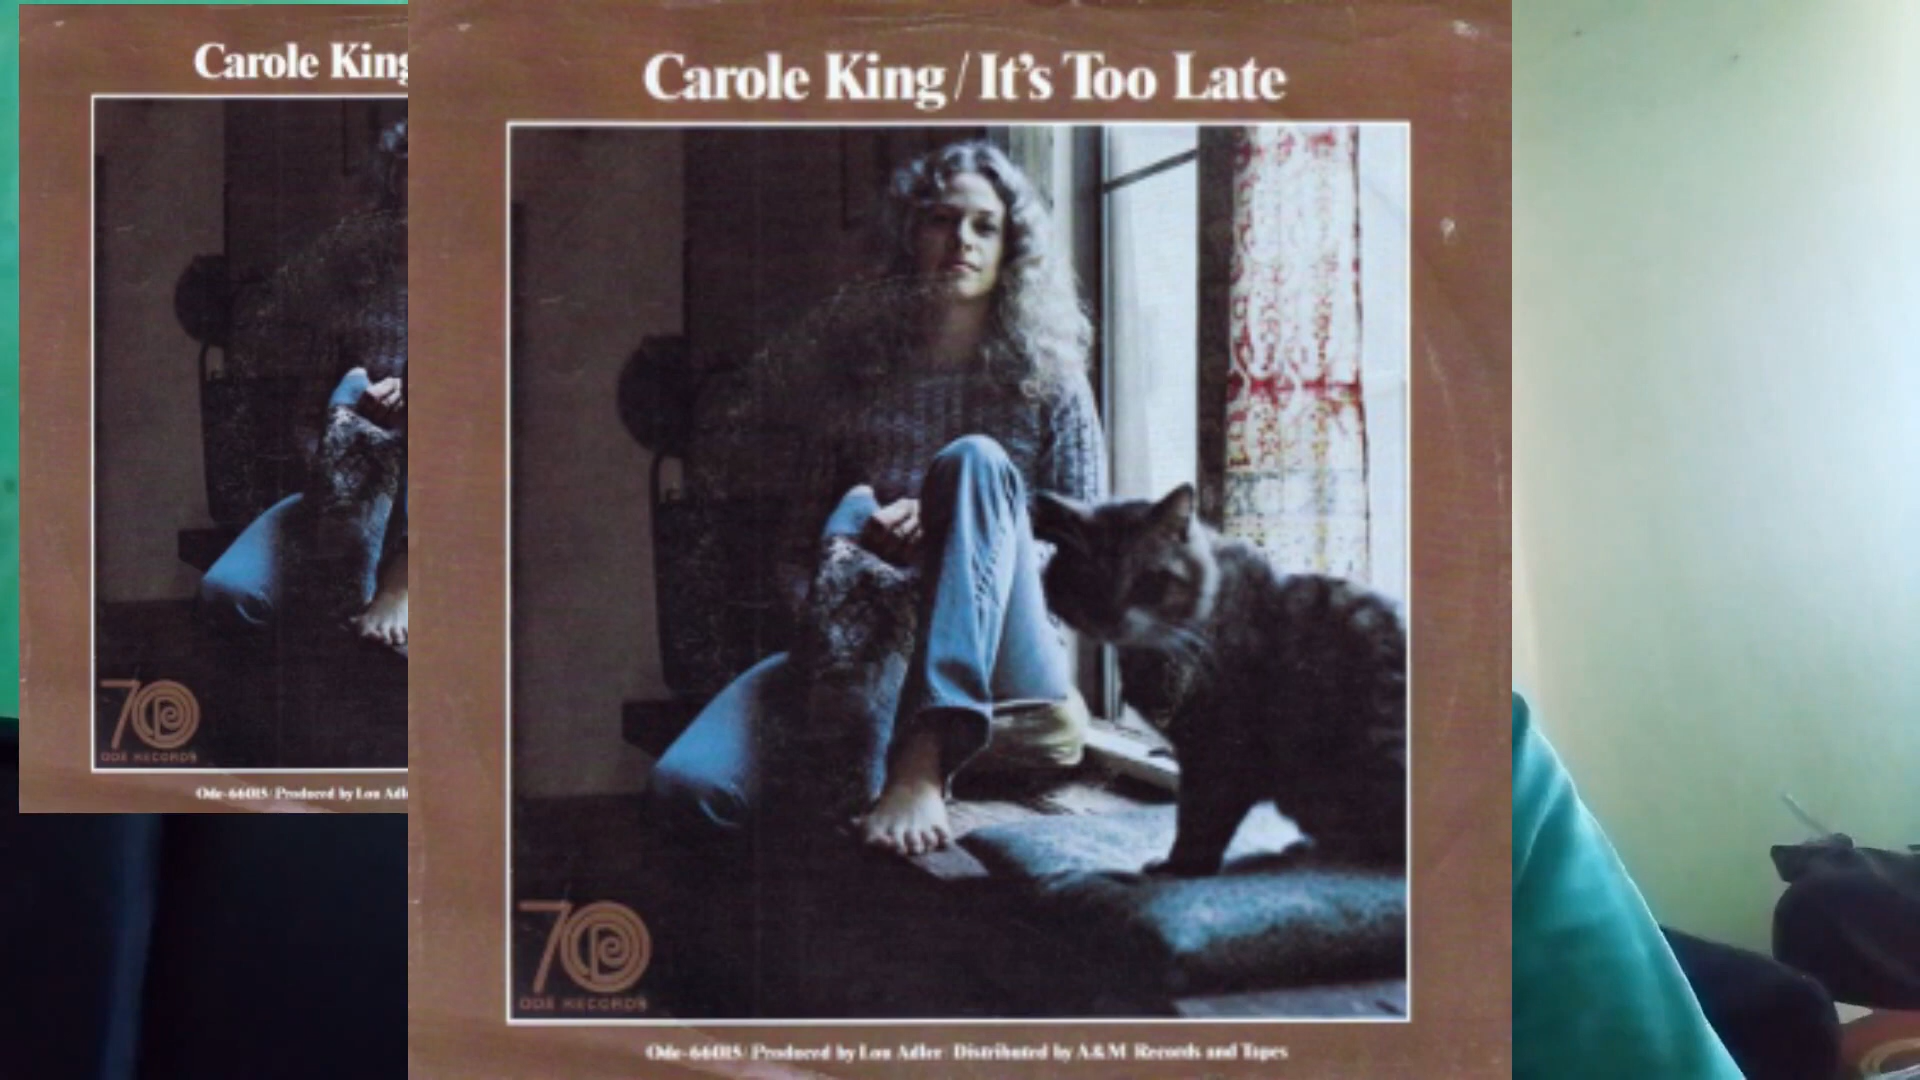 Carole King
70
ODE RECORDS
Ode-66015/Produced by Lou Adl
Carole King/It's Too Late
70
ODE RECORDS
Ode-66015/Produced by Lou Adler/Distributed by A&M Records and Tapes